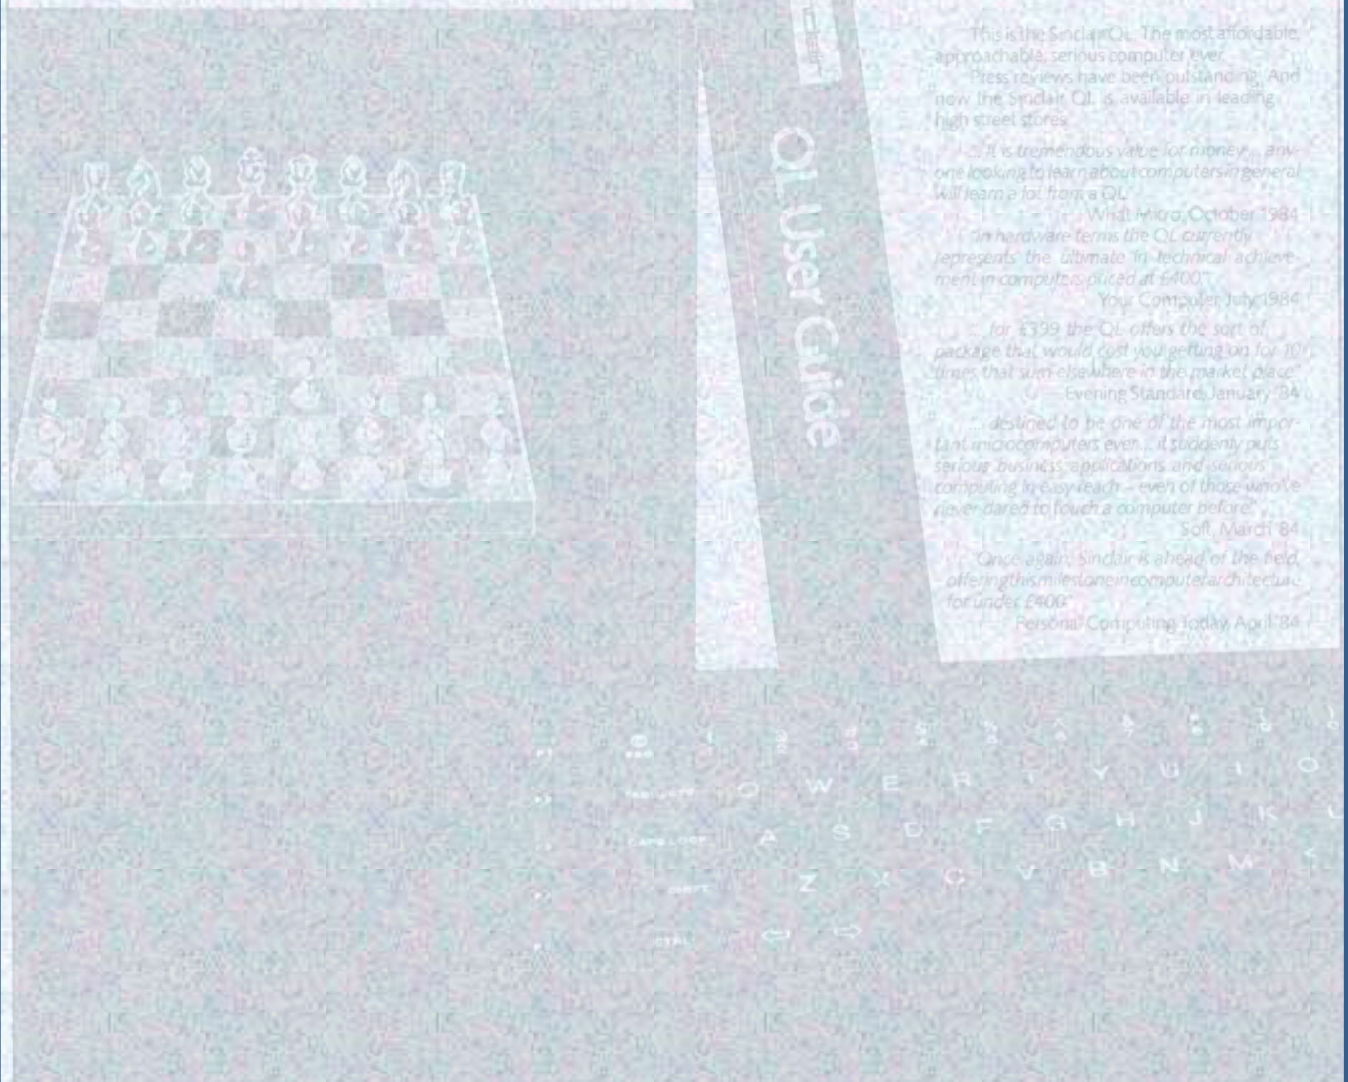 sinclair
QL User Guide
This is the Sinclair QL. The most affordable,
approachable, serious computer ever.
Press reviews have been outstanding. And
now the Sinclair QL is available in leading
high street stores.
"... It is tremendous value for money ... any-
one looking to learn about computers in general
will learn a lot from a QL"
What Micro, October 1984
"In hardware terms the QL currently
represents the ultimate in technical achieve-
ment in computers priced at £400"
Your Computer, July 1984
"... for £399 the QL offers the sort of
package that would cost you getting on for 10
times that sum elsewhere in the market place"
Evening Standard, January '84
"... destined to be one of the most impor-
tant microcomputers ever... it suddenly puts
serious business applications and serious
computing in easy reach – even of those who've
never dared to touch a computer before."
Soft, March '84
"Once again, Sinclair is ahead of the field,
offering this milestone in computer architecture
for under £400"
Personal Computing Today, April '84
F1
ESC
Q W E R T Y U I O
CAPS LOCK A S D F G H J K L
SHIFT Z X C V B N M <
CTRL ⇦ ⇨